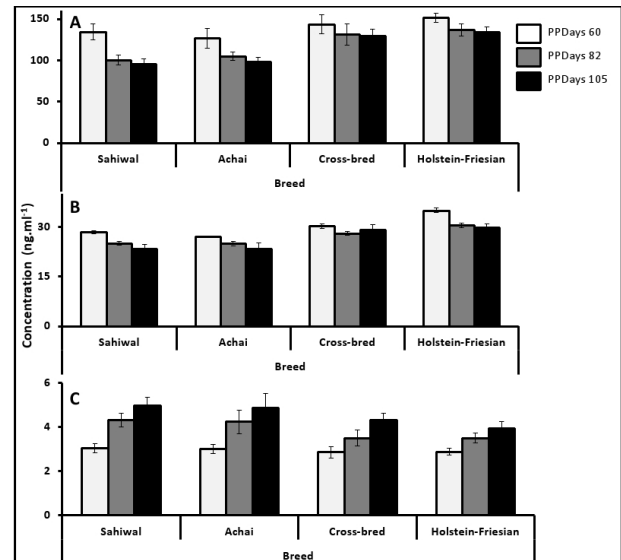 A
150
100
50
0
Sahiwal Achai Cross-bred Holstein-Friesian
Breed
PPDays 60
PPDays 82
PPDays 105
B
30
15
0
Sahiwal Achai Cross-bred Holstein-Friesian
Breed
Concentration (ng.ml⁻¹)
C
6
4
2
0
Sahiwal Achai Cross-bred Holstein-Friesian
Breed